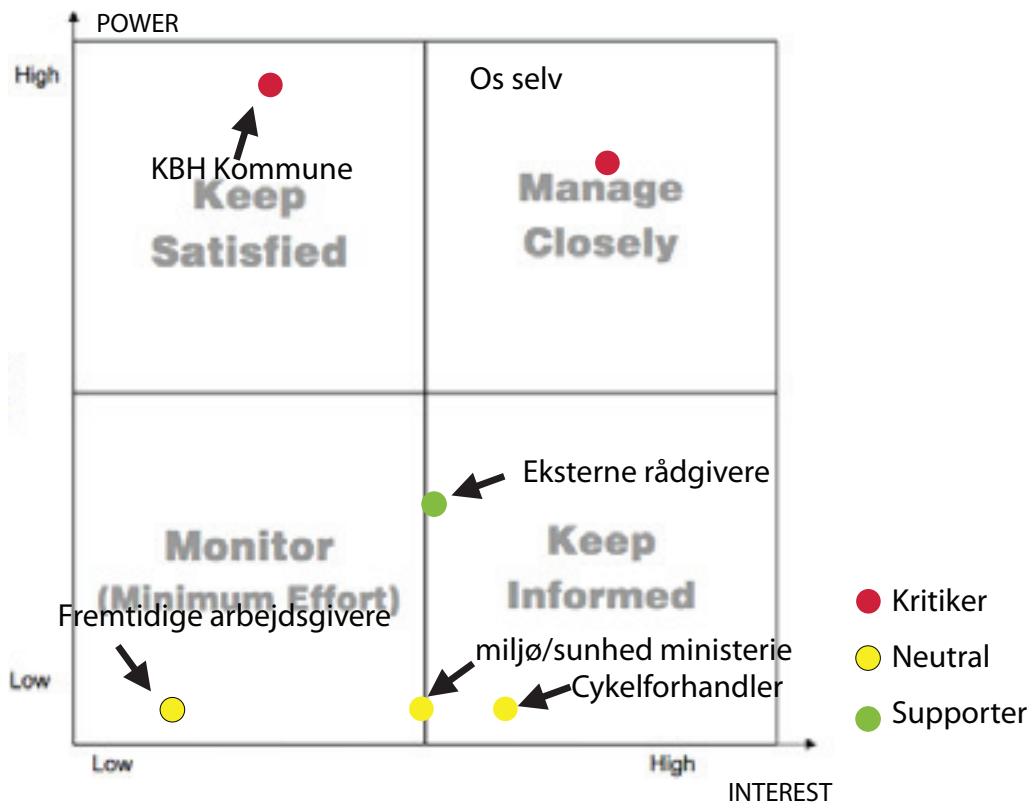 POWER
High
Os selv
KBH Kommune
Keep
Satisfied
Manage
Closely
Eksterne rådgivere
Monitor
(Minimum Effort)
Keep
Informed
Fremtidige arbejdsgivere
miljø/sunhed ministerie
Cykelforhandler
Kritiker
Neutral
Supporter
Low
Low
High
INTEREST